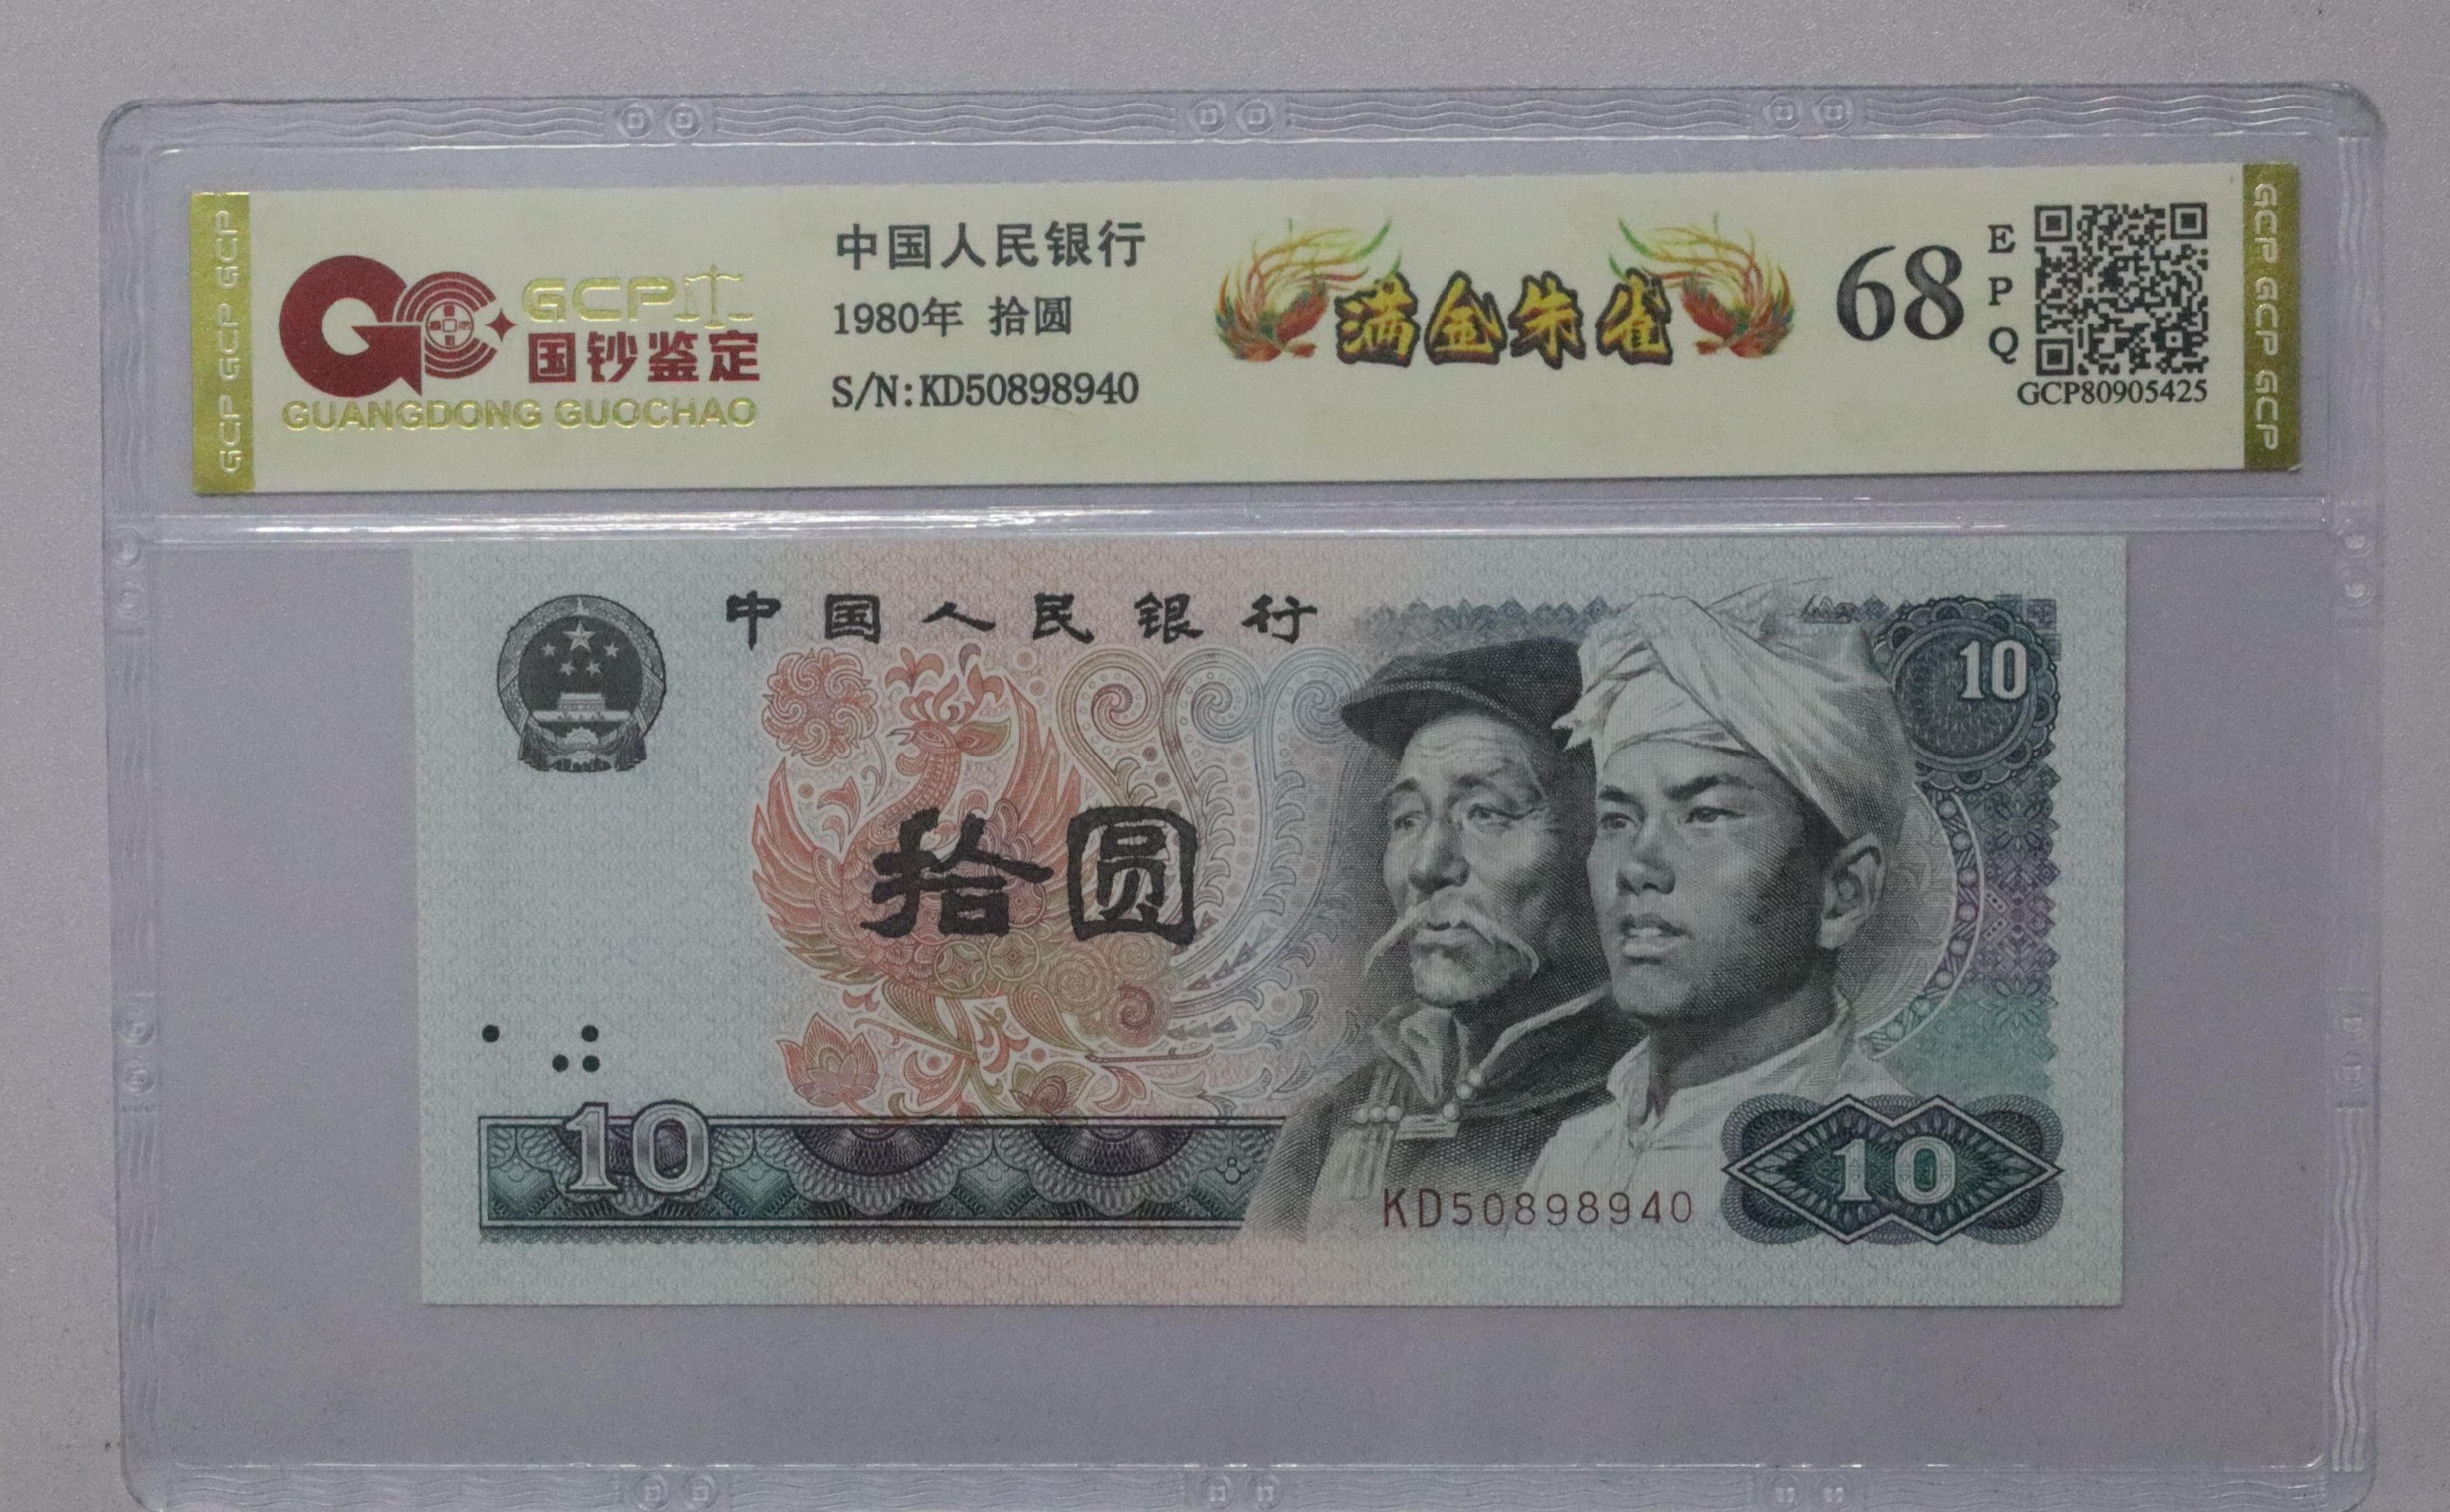 GCP GCP GCP
GCP
国钞鉴定
GUANGDONG GUOCHAO
中国人民银行
1980年 拾圆
S/N:KD50898940
满金朱雀
68
E
P
Q
GCP80905425
GCP GCP GCP
中国人民银行
10
拾圆
10
KD50898940
10